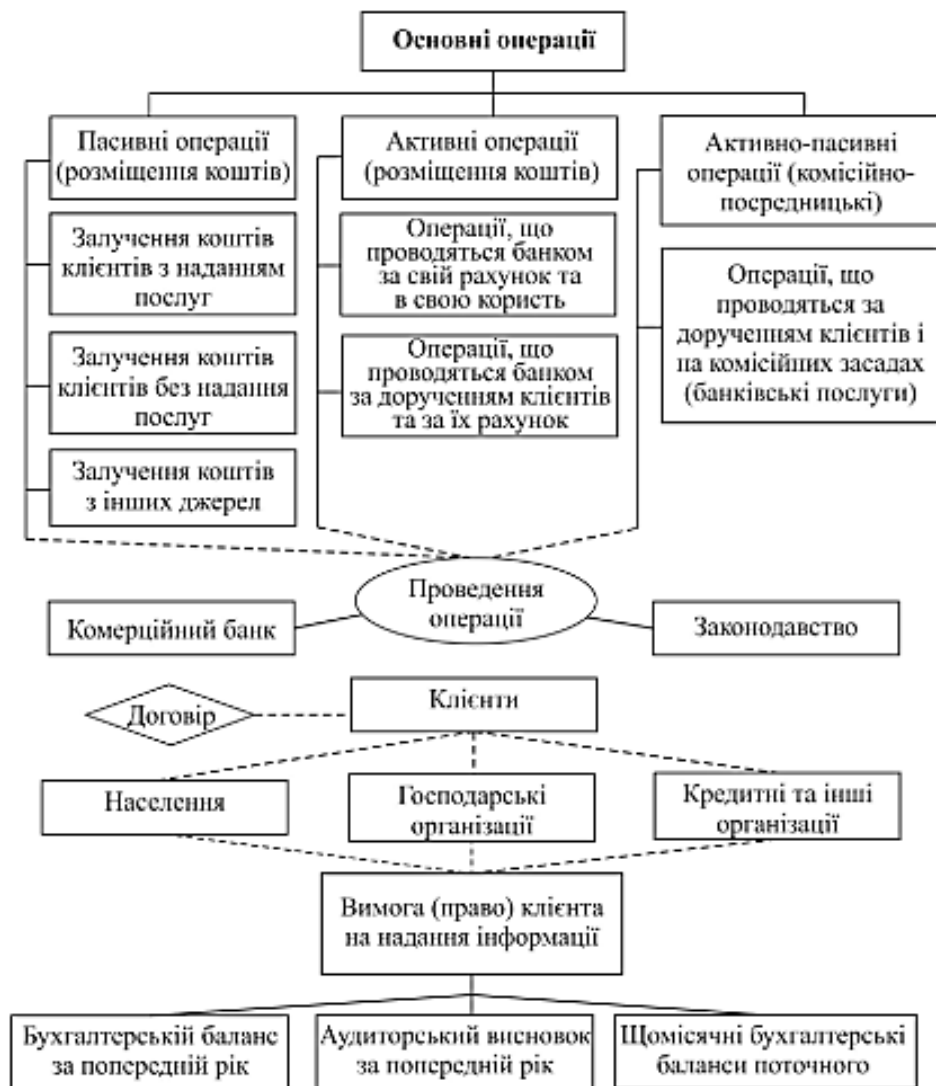 Основні операції
Пасивні операції
(розміщення коштів)
Активні операції
(розміщення коштів)
Активно-пасивні
операції (комісійно-
посередницькі)
Залучення коштів
клієнтів з наданням
послуг
Залучення коштів
клієнтів без надання
послуг
Залучення коштів
з інших джерел
Операції, що
проводяться банком
за свій рахунок та
в свою користь
Операції, що
проводяться банком
за дорученням клієнтів
та за їх рахунок
Операції, що
проводяться за
дорученням клієнтів і
на комісійних засадах
(банківські послуги)
Проведення
операції
Комерційний банк
Законодавство
Договір
Клієнти
Населення
Господарські
організації
Кредитні та інші
організації
Вимога (право) клієнта
на надання інформації
Бухгалтерській баланс
за попередній рік
Аудиторський висновок
за попередній рік
Щомісячні бухгалтерські
баланси поточного